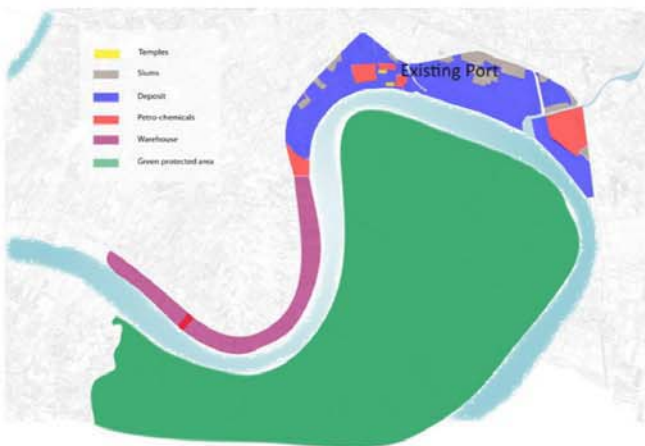 Temples
Slums
Existing Port
Deposit
Petro-chemicals
Warehouse
Green protected area